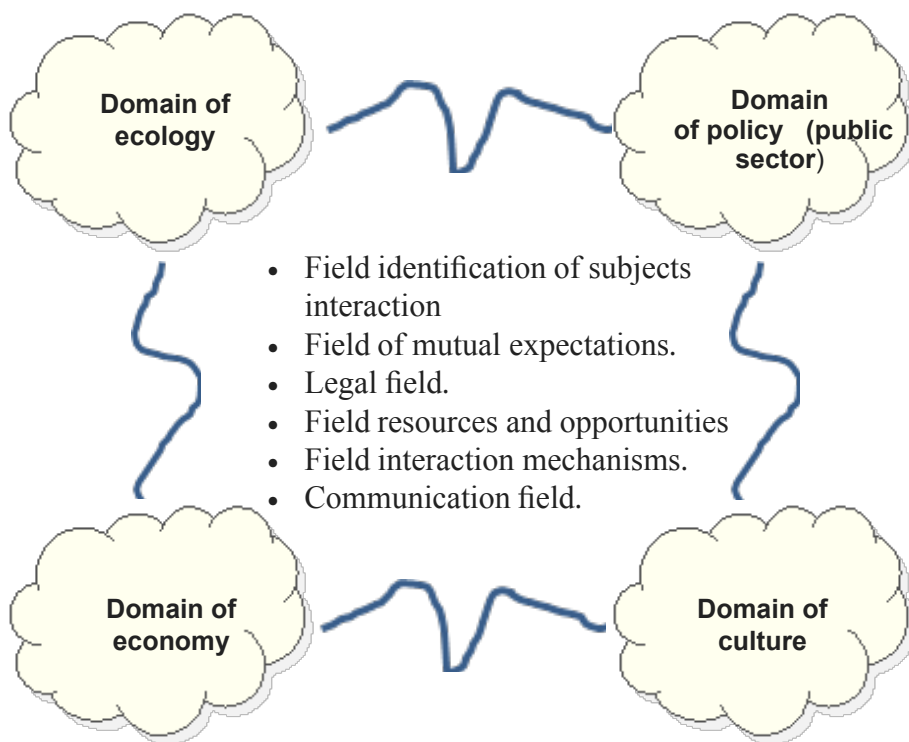 Domain of
ecology
Domain
of policy (public
sector)
• Field identification of subjects
interaction
• Field of mutual expectations.
• Legal field.
• Field resources and opportunities
• Field interaction mechanisms.
• Communication field.
Domain of
economy
Domain of
culture